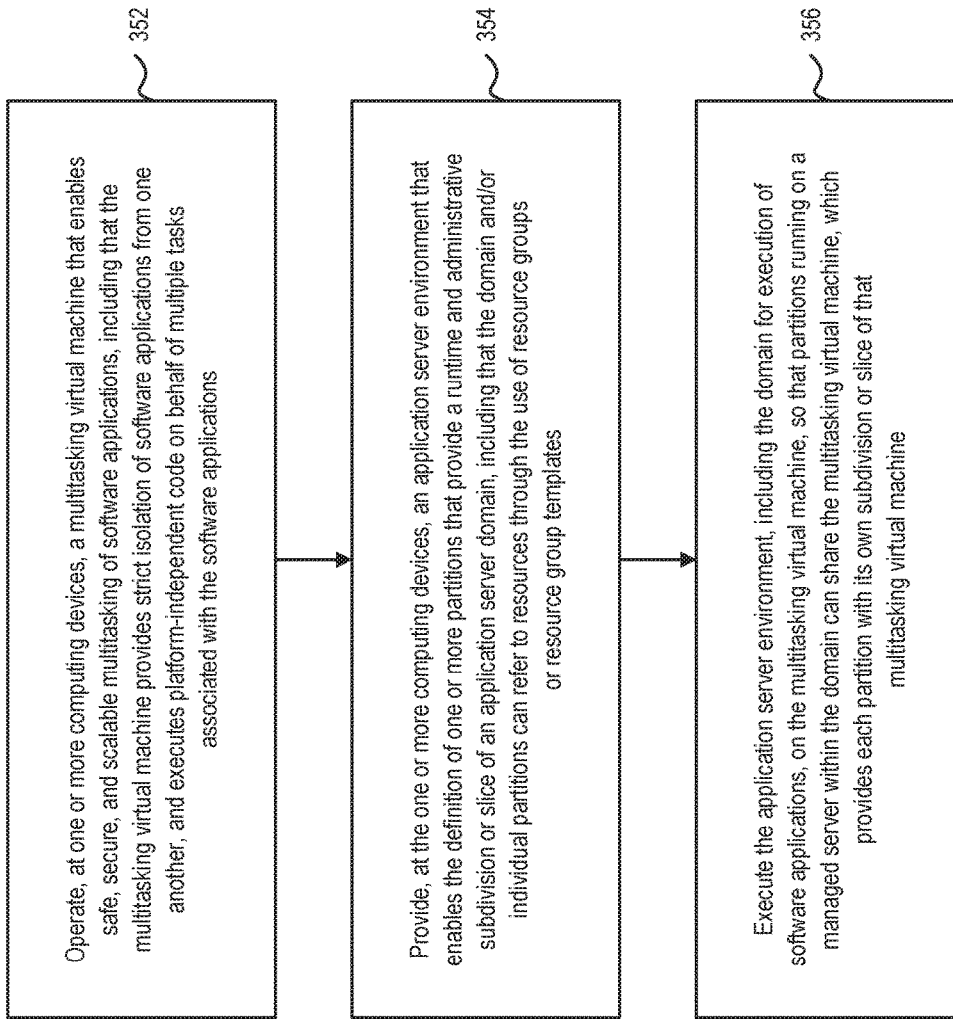 Operate, at one or more computing devices, a multitasking virtual machine that enables
safe, secure, and scalable multitasking of software applications, including that the
multitasking virtual machine provides strict isolation of software applications from one
another, and executes platform-independent code on behalf of multiple tasks
associated with the software applications
352
Provide, at the one or more computing devices, an application server environment that
enables the definition of one or more partitions that provide a runtime and administrative
subdivision or slice of an application server domain, including that the domain and/or
individual partitions can refer to resources through the use of resource groups
or resource group templates
354
Execute the application server environment, including the domain for execution of
software applications, on the multitasking virtual machine, so that partitions running on a
managed server within the domain can share the multitasking virtual machine, which
provides each partition with its own subdivision or slice of that
multitasking virtual machine
356